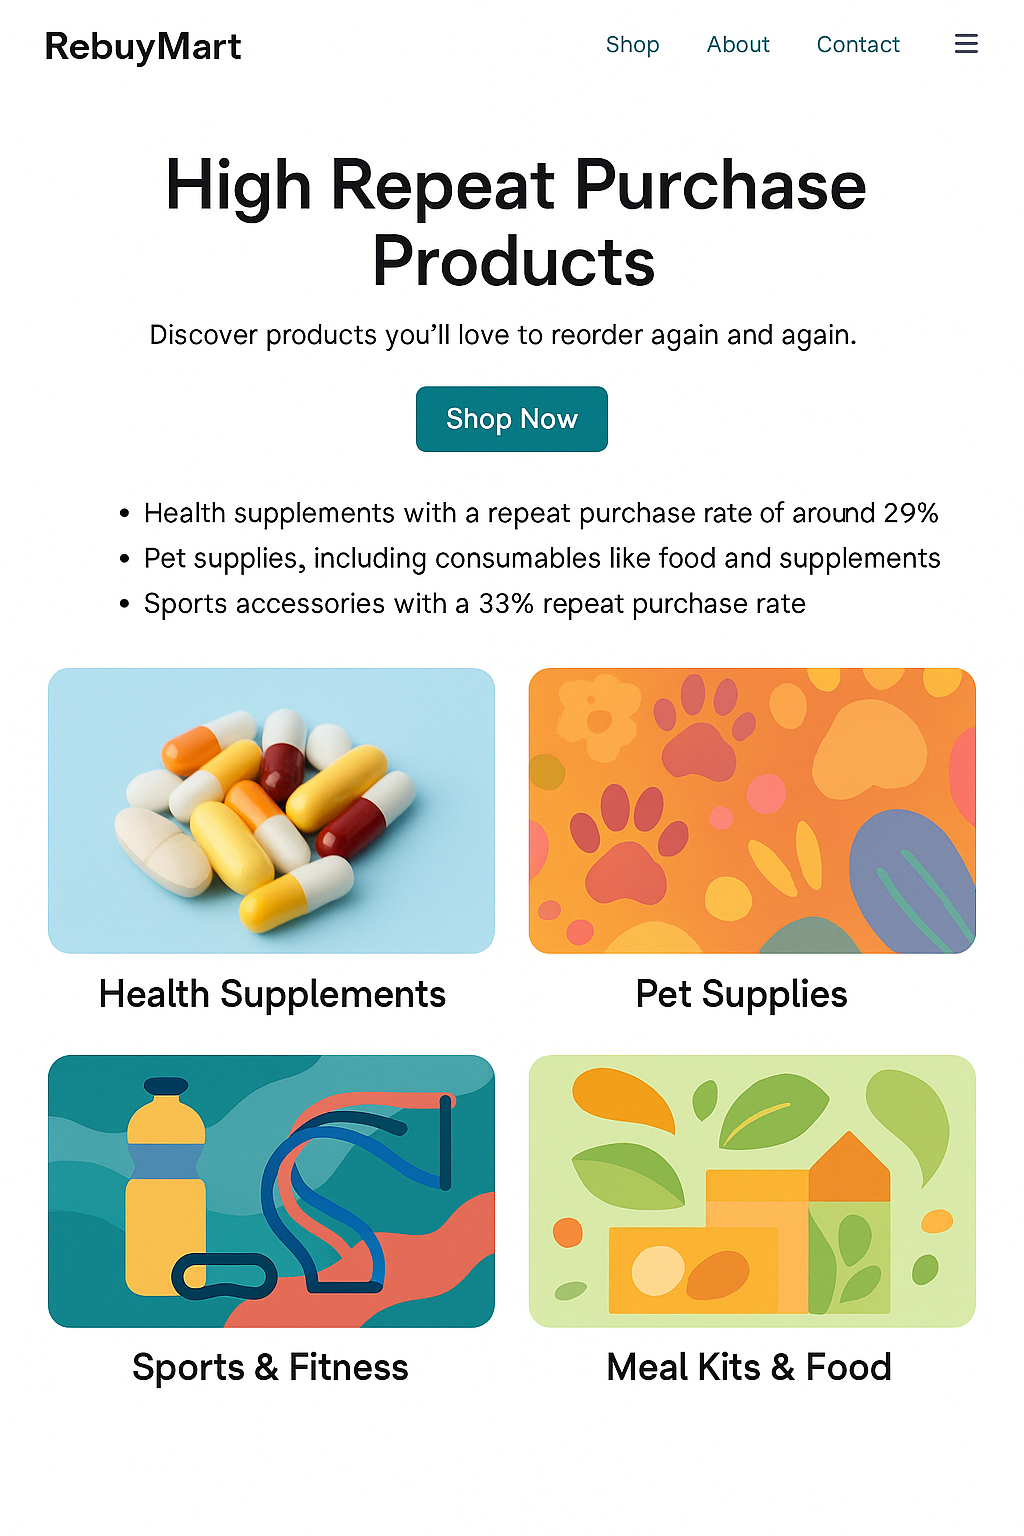 RebuyMart
Shop
About
Contact
High Repeat Purchase
Products
Discover products you’ll love to reorder again and again.
Shop Now
• Health supplements with a repeat purchase rate of around 29%
• Pet supplies, including consumables like food and supplements
• Sports accessories with a 33% repeat purchase rate
Health Supplements
Pet Supplies
Sports & Fitness
Meal Kits & Food